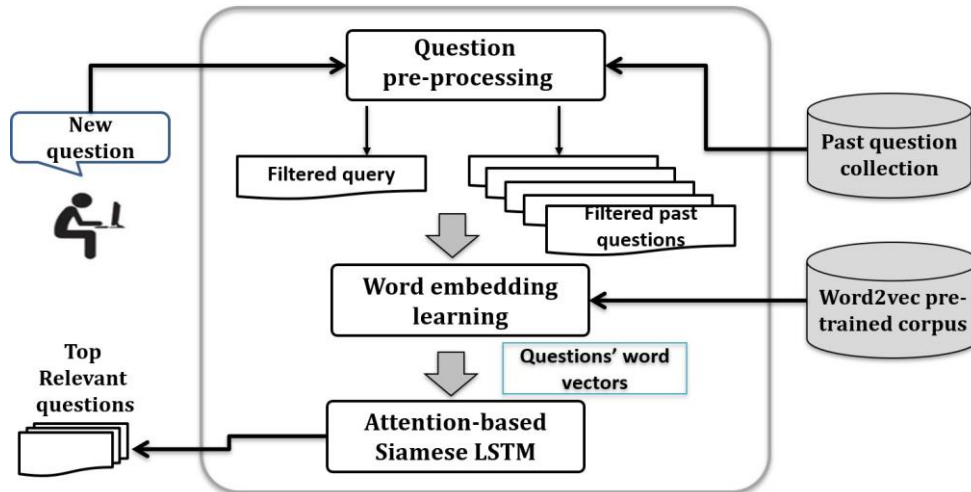 Question
pre-processing
New
question
Past question
collection
Filtered query
Filtered past
questions
Word embedding
learning
Word2vec pre-
trained corpus
Questions’ word
vectors
Top
Relevant
questions
Attention-based
Siamese LSTM